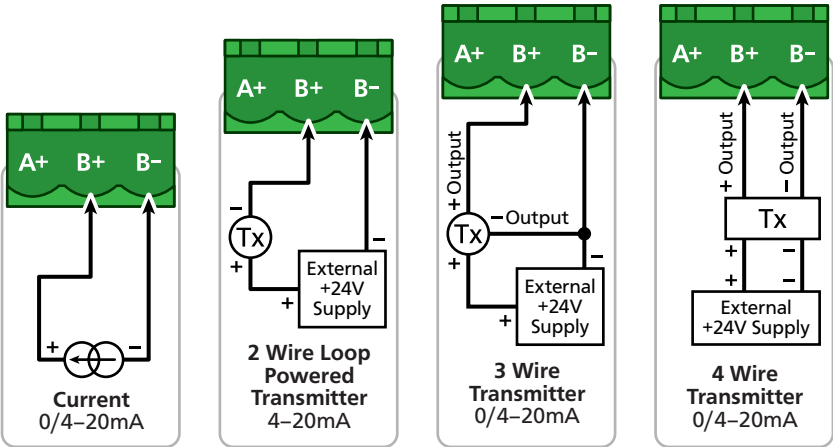 A+ B+ B–
+ –
Current
0/4–20mA
A+ B+ B–
–
Tx
+
–
+
External
+24V
Supply
2 Wire Loop
Powered
Transmitter
4–20mA
A+ B+ B–
+ Output
– Output
Tx
+
–
+
External
+24V
Supply
3 Wire
Transmitter
0/4–20mA
A+ B+ B–
+ Output
– Output
Tx
+ –
+ –
External
+24V Supply
4 Wire
Transmitter
0/4–20mA